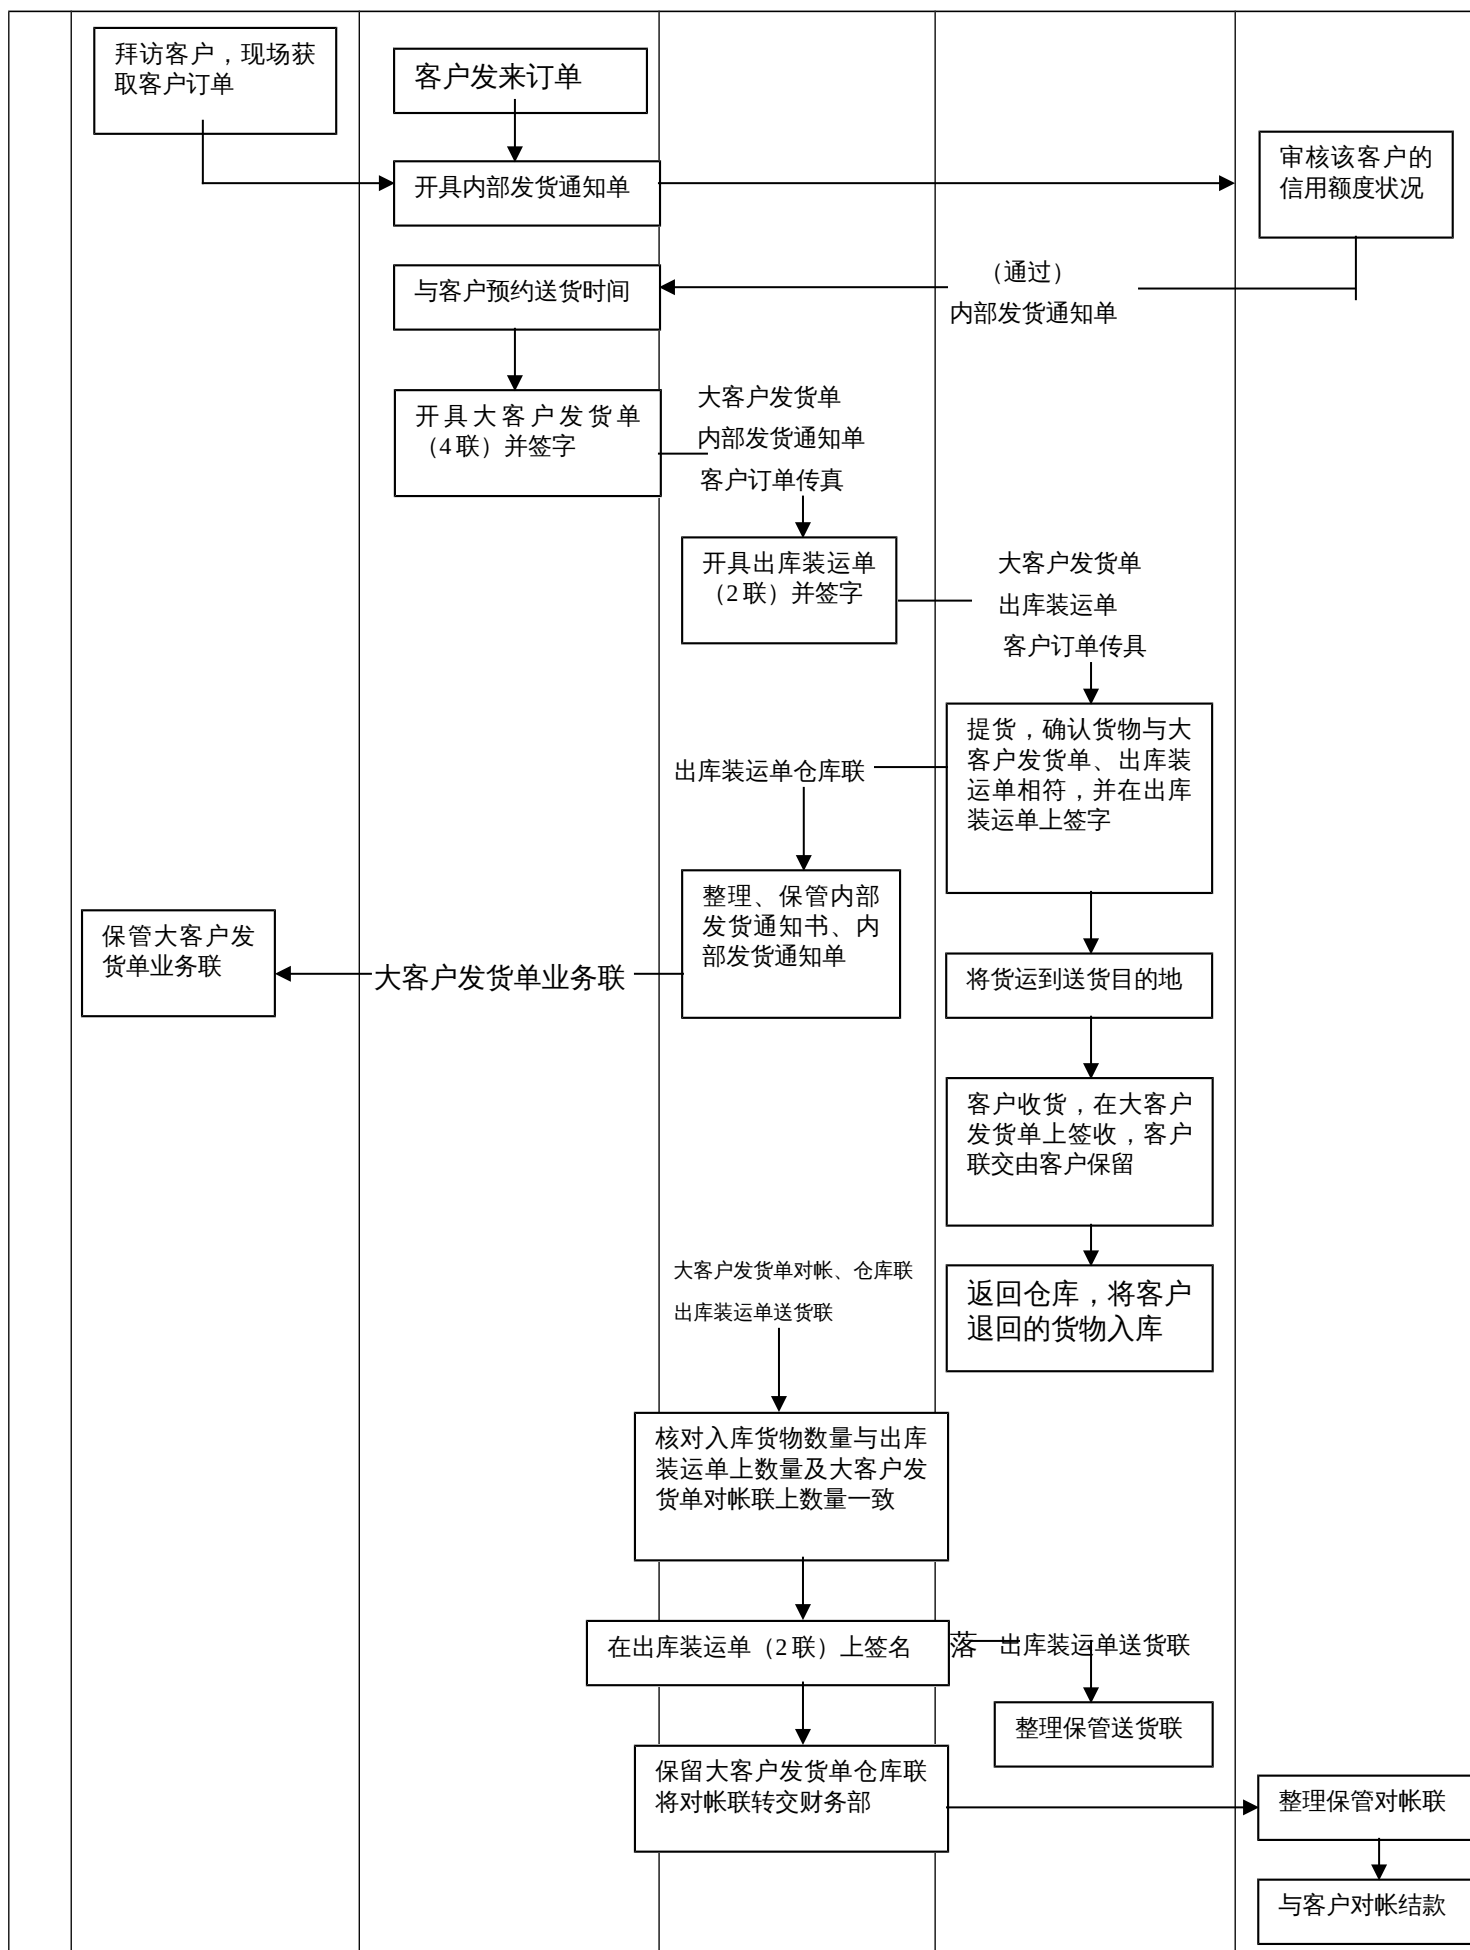 拜访客户，现场获
取客户订单
客户发来订单
审核该客户的
信用额度状况
开具内部发货通知单
（通过）
与客户预约送货时间
内部发货通知单
大客户发货单
开具大客户发货单
（4 联）并签字
内部发货通知单
客户订单传真
开具出库装运单
（2 联）并签字
大客户发货单
出库装运单
客户订单传具
提货，确认货物与大
客户发货单、出库装
运单相符，并在出库
装运单上签字
出库装运单仓库联
整理、保管内部
发货通知书、内
部发货通知单
保管大客户发
货单业务联
大客户发货单业务联
将货运到送货目的地
客户收货，在大客户
发货单上签收，客户
联交由客户保留
大客户发货单对帐、仓库联
出库装运单送货联
返回仓库，将客户
退回的货物入库
核对入库货物数量与出库
装运单上数量及大客户发
货单对帐联上数量一致
在出库装运单（2 联）上签名
落
出库装运单送货联
整理保管送货联
保留大客户发货单仓库联
将对帐联转交财务部
整理保管对帐联
与客户对帐结款